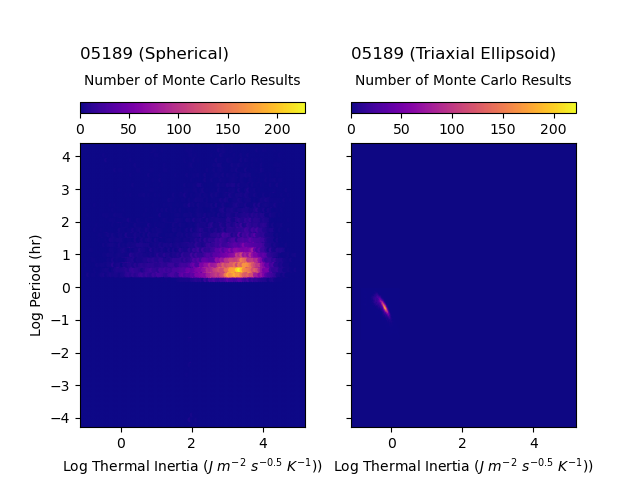 05189 (Spherical)
05189 (Triaxial Ellipsoid)
Number of Monte Carlo Results
Number of Monte Carlo Results
0 50 100 150 200
0 50 100 150 200
Log Period (hr)
4
3
2
1
0
−1
−2
−3
−4
0 2 4
0 2 4
Log Thermal Inertia (J m⁻² s⁻⁰·⁵ K⁻¹))
Log Thermal Inertia (J m⁻² s⁻⁰·⁵ K⁻¹))